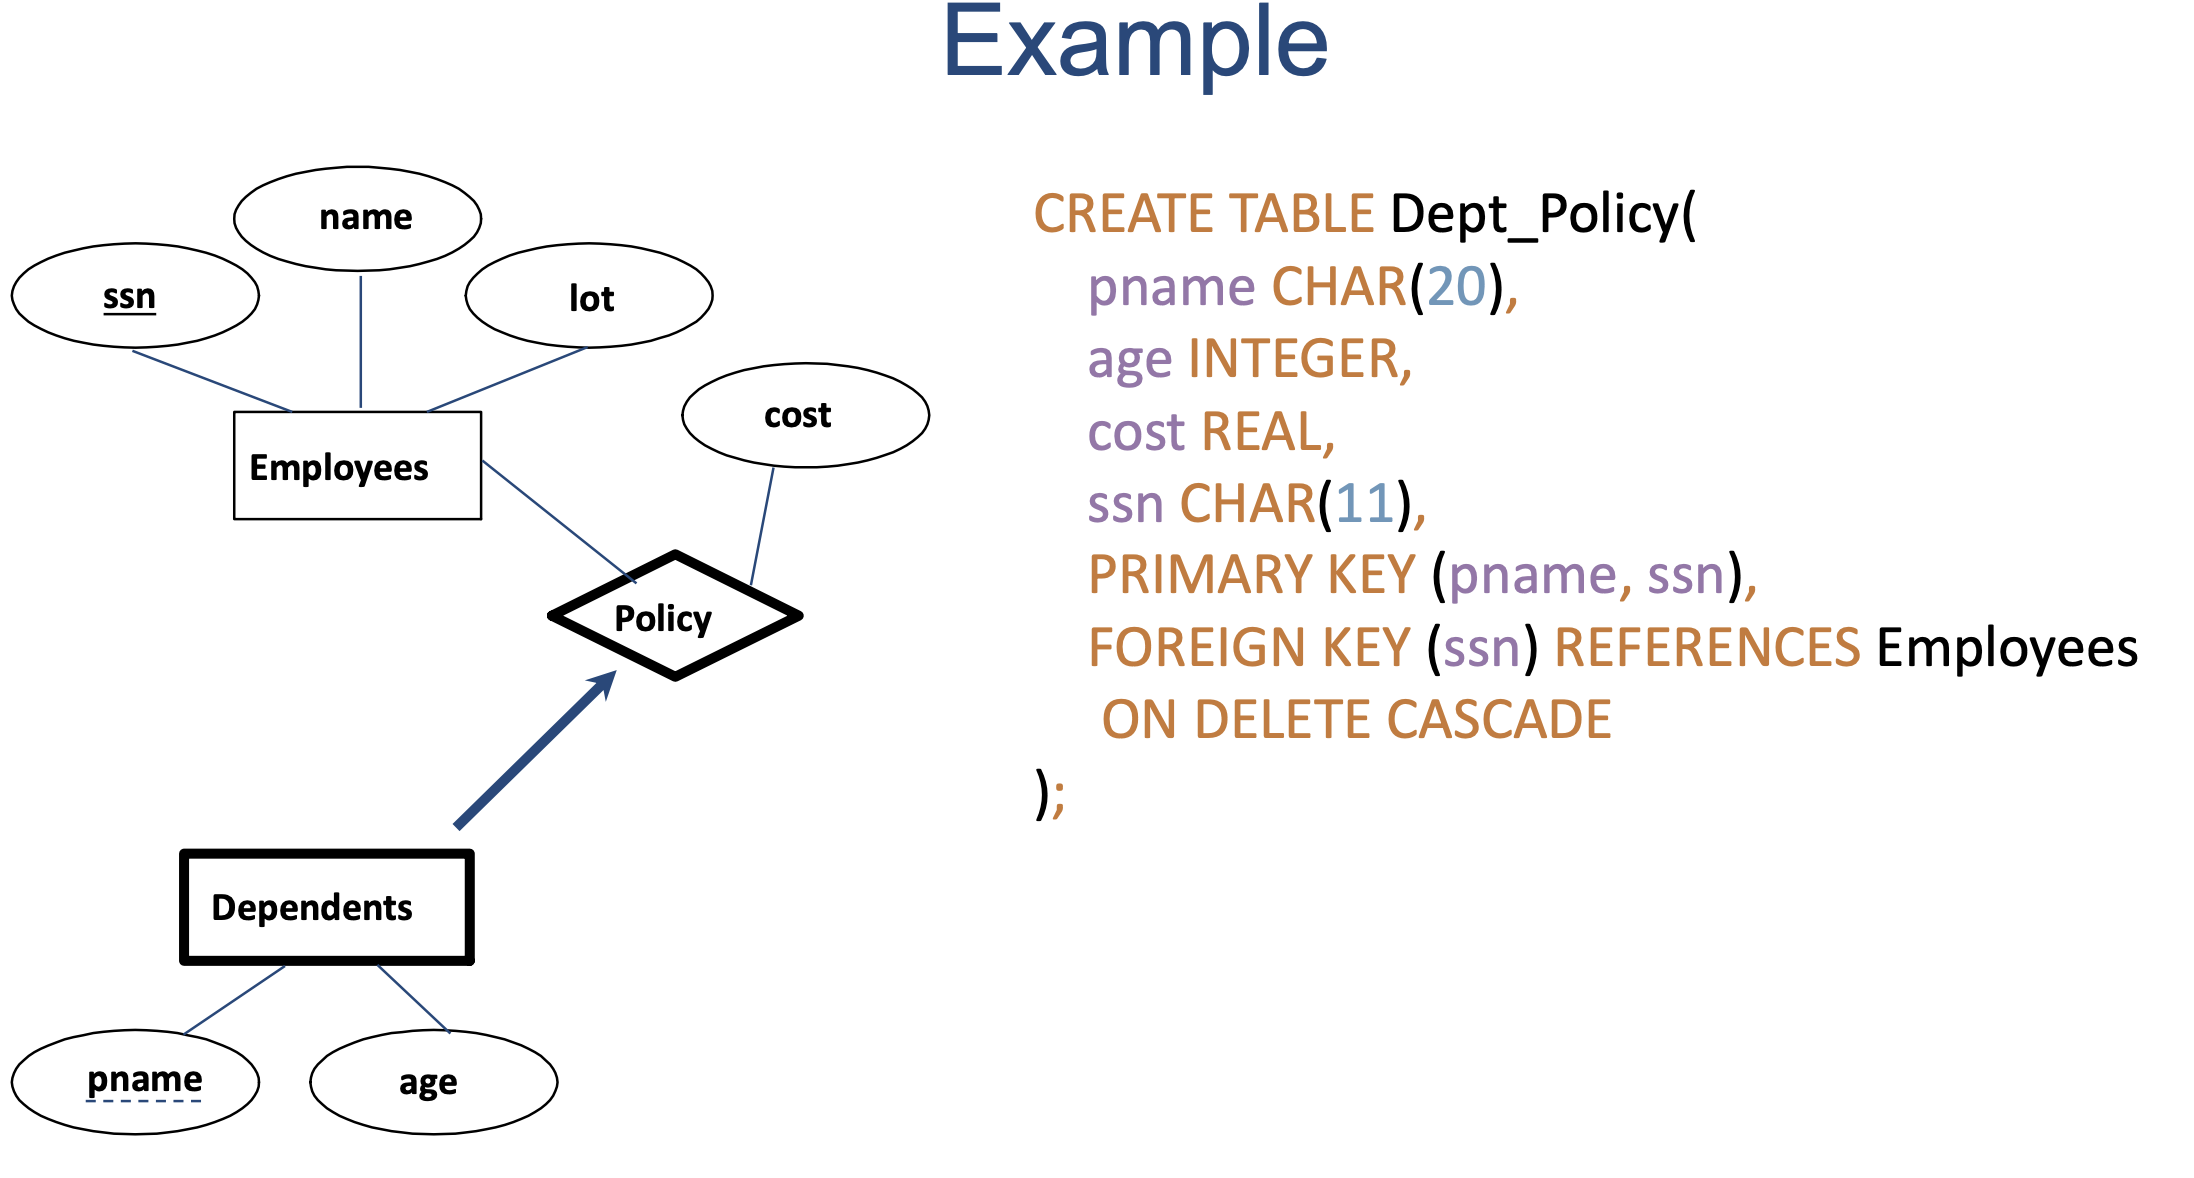 Example
name
ssn
lot
cost
Employees
Policy
Dependents
pname
age
CREATE TABLE Dept_Policy(
pname CHAR(20),
age INTEGER,
cost REAL,
ssn CHAR(11),
PRIMARY KEY (pname, ssn),
FOREIGN KEY (ssn) REFERENCES Employees
ON DELETE CASCADE
);